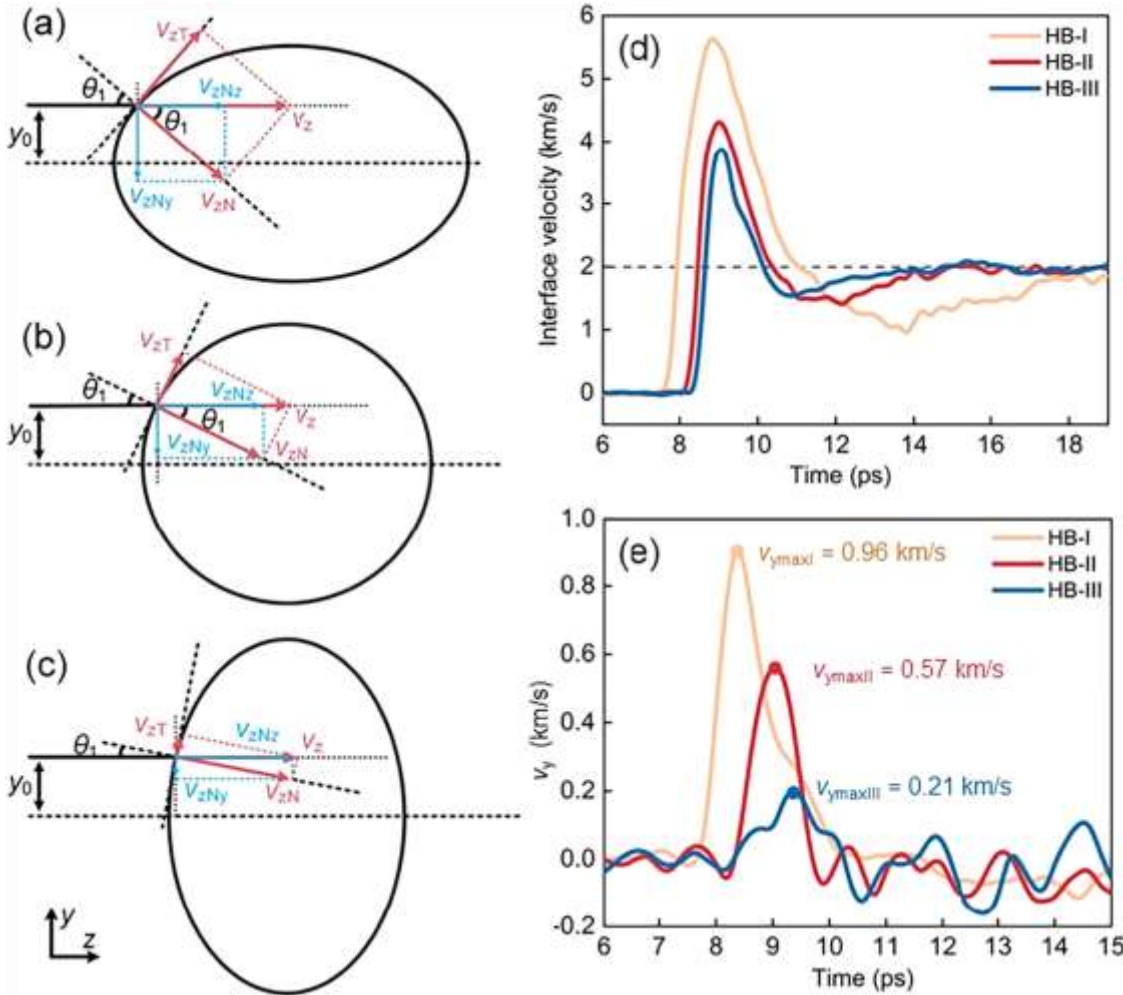 (a)
v_zT
θ₁
v_zNz
y₀
θ₁
v_z
v_zNy
v_zN
(b)
v_zT
θ₁
v_zNz
y₀
θ₁
v_z
v_zNy
v_zN
(c)
v_zT
v_zNz
v_z
θ₁
y₀
v_zNy
v_zN
y
z
(d)
HB-I
HB-II
HB-III
Interface velocity (km/s)
6
5
4
3
2
1
0
6 8 10 12 14 16 18
Time (ps)
(e)
HB-I
HB-II
HB-III
v_ymaxI = 0.96 km/s
v_ymaxII = 0.57 km/s
v_ymaxIII = 0.21 km/s
v_y (km/s)
1.0
0.8
0.6
0.4
0.2
0.0
-0.2
6 7 8 9 10 11 12 13 14 15
Time (ps)